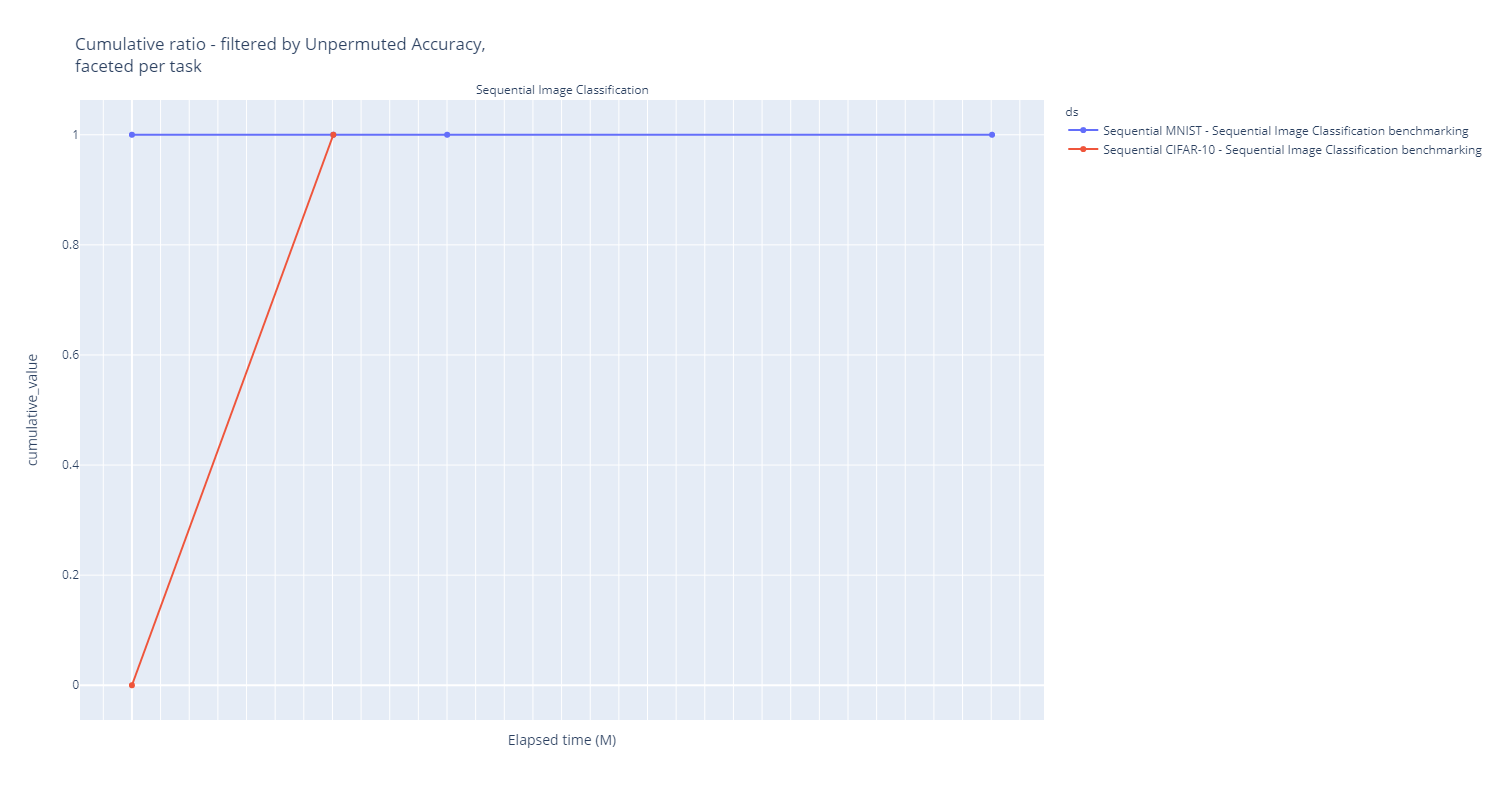 Cumulative ratio - filtered by Unpermuted Accuracy,
faceted per task
Sequential Image Classification
ds
Sequential MNIST - Sequential Image Classification benchmarking
Sequential CIFAR-10 - Sequential Image Classification benchmarking
1
0.8
0.6
0.4
0.2
0
cumulative_value
Elapsed time (M)